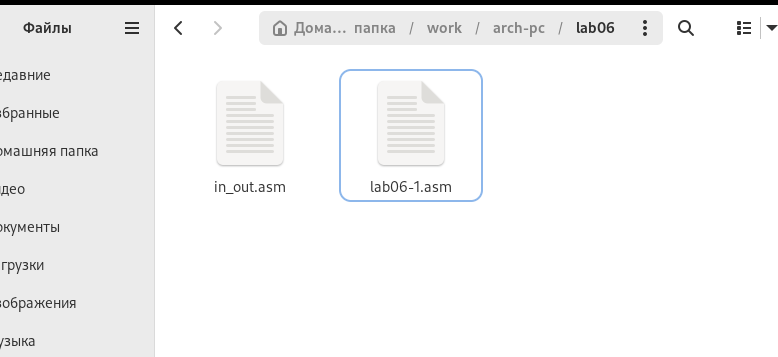 Файлы
Дома… папка / work / arch-pc / lab06
едавние
збранные
омашняя папка
идео
окументы
грузки
зображения
узыка
in_out.asm
lab06-1.asm